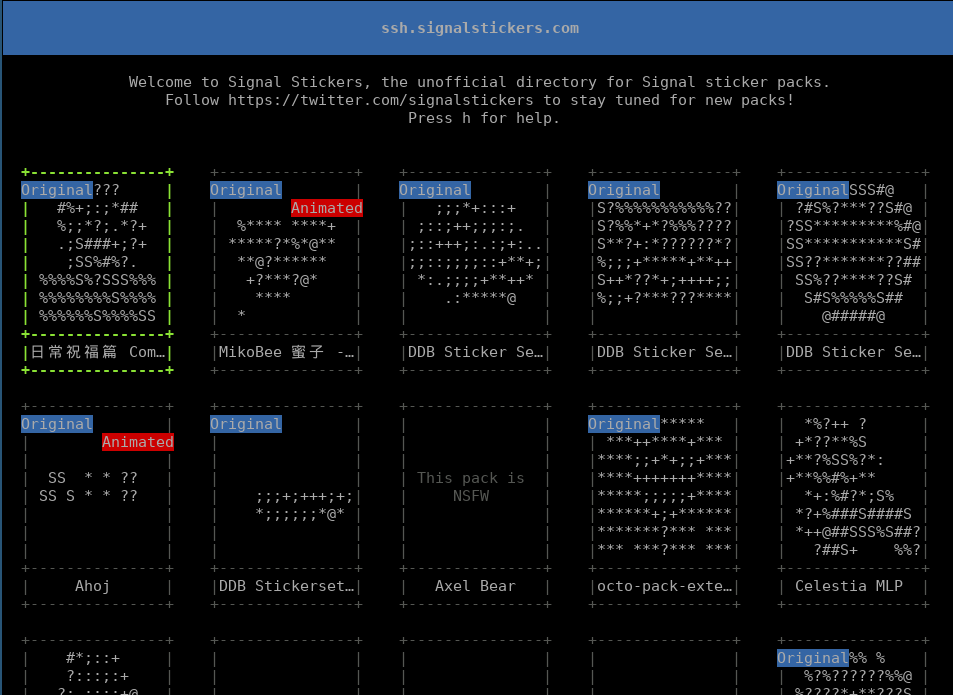 ssh.signalstickers.com
Welcome to Signal Stickers, the unofficial directory for Signal sticker packs.
Follow https://twitter.com/signalstickers to stay tuned for new packs!
Press h for help.
Original???
Original
Animated
Original
Original
OriginalSSS#@
#%+;:;*##
;;;*+:::+
S?%%%%%%%%%%%??
?#S%?***??S#@
%;;*?;.*?+
%**** ****+
;::;++;;;:;.
S?%%*+*?%%%????
?SS*********%#@
.;S###+;?+
*****?*%*@**
;::+++;:.:;+:..
S**?+:*??????*?
SS***********S#
;SS%#%?.
**@?******
;;::;;;;::+**+;
%;;;+*****+**++
SS??********??##
%%%%S%?SSS%%%
+?***?@*
*:.;;;;+**++*
S++*??*+;++++;;
SS%??****??S#
%%%%%%%%S%%%%
****
.:*****@
%;;+?***???****
S#S%%%%%S##
%%%%%%S%%%%SS
*
@#####@
日常祝福篇 Com…
MikoBee 蜜子 -…
DDB Sticker Se…
DDB Sticker Se…
DDB Sticker Se…
Original
Original
Original*****
*%?++ ?
Animated
***++****+***
+*??**%S
****;;+*+;;+***
+**?%SS%?*:
SS  * * ??
This pack is
****+++++++****
+**%%#%+**
SS S * * ??
;;;+;+++;+;
NSFW
*****;;;;;+****
*+:%#?*;S%
*;;;;;;*@*
******+;+******
*?+%###S####S
*******?*** ***
*++@##SSS%S##?
*** ***?*** ***
?##S+    %%?
Ahoj
DDB Stickerset…
Axel Bear
octo-pack-exte…
Celestia MLP
#*;::+
Original%% %
?:::;:+
%?%??????%%@